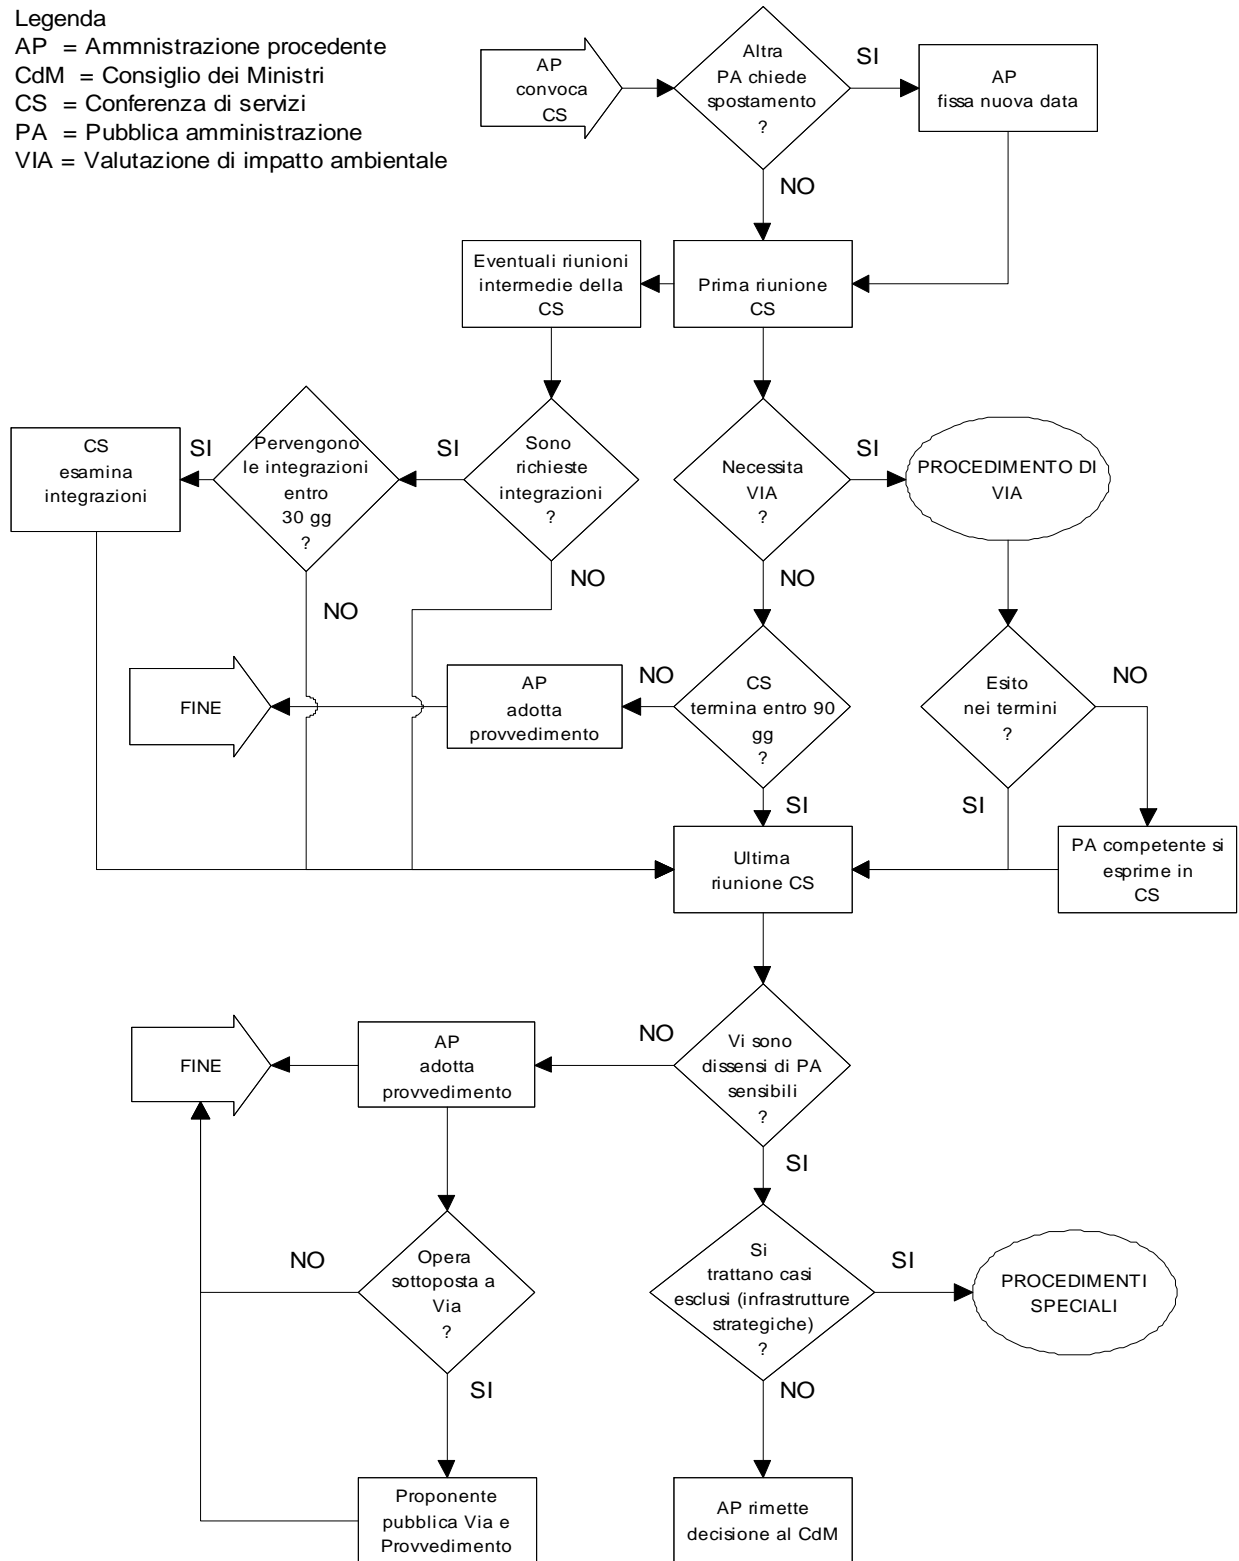 Legenda
AP = Ammnistrazione procedente
CdM = Consiglio dei Ministri
CS = Conferenza di servizi
PA = Pubblica amministrazione
VIA = Valutazione di impatto ambientale
AP
convoca
CS
Altra
PA chiede
spostamento
?
SI
AP
fissa nuova data
NO
Eventuali riunioni
intermedie della
CS
Prima riunione
CS
CS
esamina
integrazioni
SI
Pervengono
le integrazioni
entro
30 gg
?
SI
Sono
richieste
integrazioni
?
Necessita
VIA
?
SI
PROCEDIMENTO DI
VIA
NO
NO
NO
FINE
AP
adotta
provvedimento
NO
CS
termina entro 90
gg
?
Esito
nei termini
?
NO
SI
SI
Ultima
riunione CS
PA competente si
esprime in
CS
FINE
AP
adotta
provvedimento
NO
Vi sono
dissensi di PA
sensibili
?
SI
NO
Opera
sottoposta a
Via
?
Si
trattano casi
esclusi (infrastrutture
strategiche)
?
SI
PROCEDIMENTI
SPECIALI
SI
NO
Proponente
pubblica Via e
Provvedimento
AP rimette
decisione al CdM